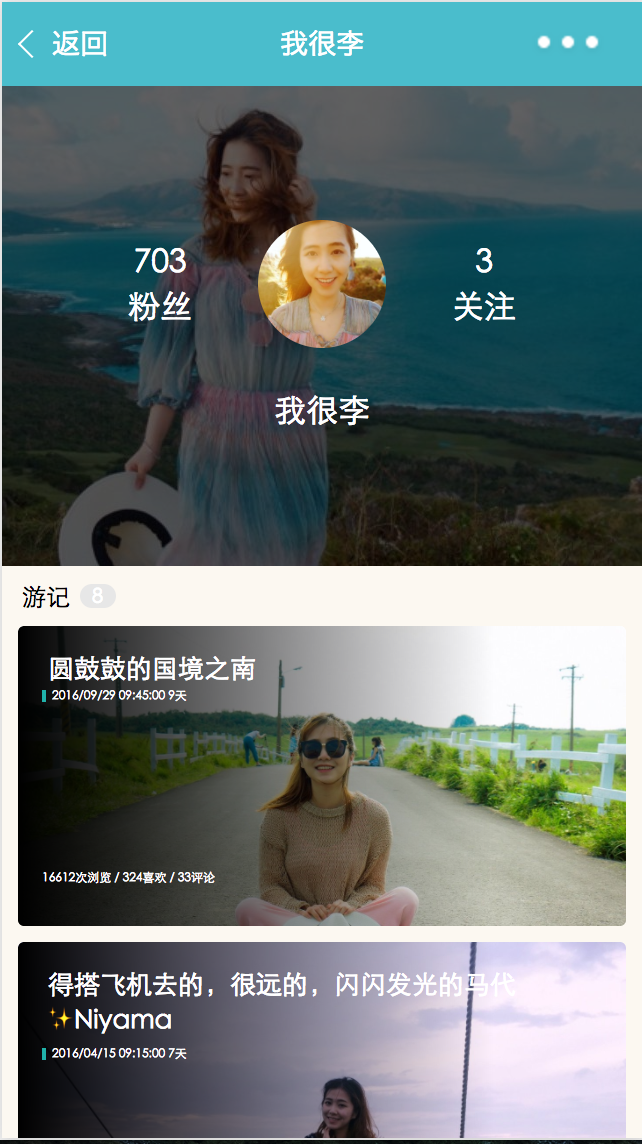 返回
我很李
703
粉丝
3
关注
我很李
游记 8
圆鼓鼓的国境之南
2016/09/29 09:45:00 9天
16612次浏览 / 324喜欢 / 33评论
得搭飞机去的，很远的，闪闪发光的马代
✨Niyama
2016/04/15 09:15:00 7天